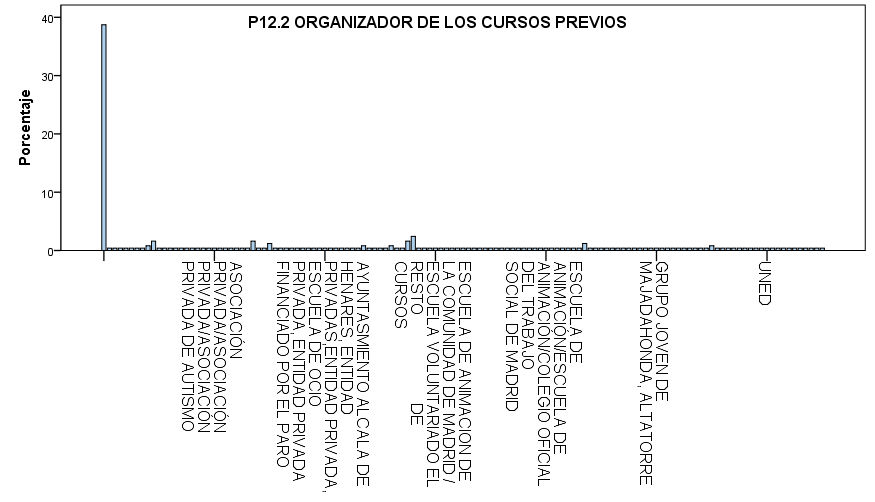 P12.2 ORGANIZADOR DE LOS CURSOS PREVIOS
Porcentaje
40
30
20
10
0
ASOCIACIÓN
PRIVADA/ASOCIACIÓN
PRIVADA/ASOCIACIÓN
PRIVADA DE AUTISMO
AYUNTASMIENTO ALCALA DE
HENARES, ENTIDAD
PRIVADAS,ENTIDAD PRIVADA,
ESCUELA DE OCIO
PRIVADA, ENTIDAD PRIVADA
FINANCIADO POR EL PARO
ESCUELA DE ANIMACION DE
LA COMUNIDAD DE MADRID /
ESCUELA VOLUNTARIADO EL
RESTO DE
CURSOS
ESCUELA DE
ANIMACIÓN/ESCUELA DE
ANIMACIÓN/COLEGIO OFICIAL
DEL TRABAJO
SOCIAL DE MADRID
GRUPO JOVEN DE
MAJADAHONDA, ALTATORRE
UNED